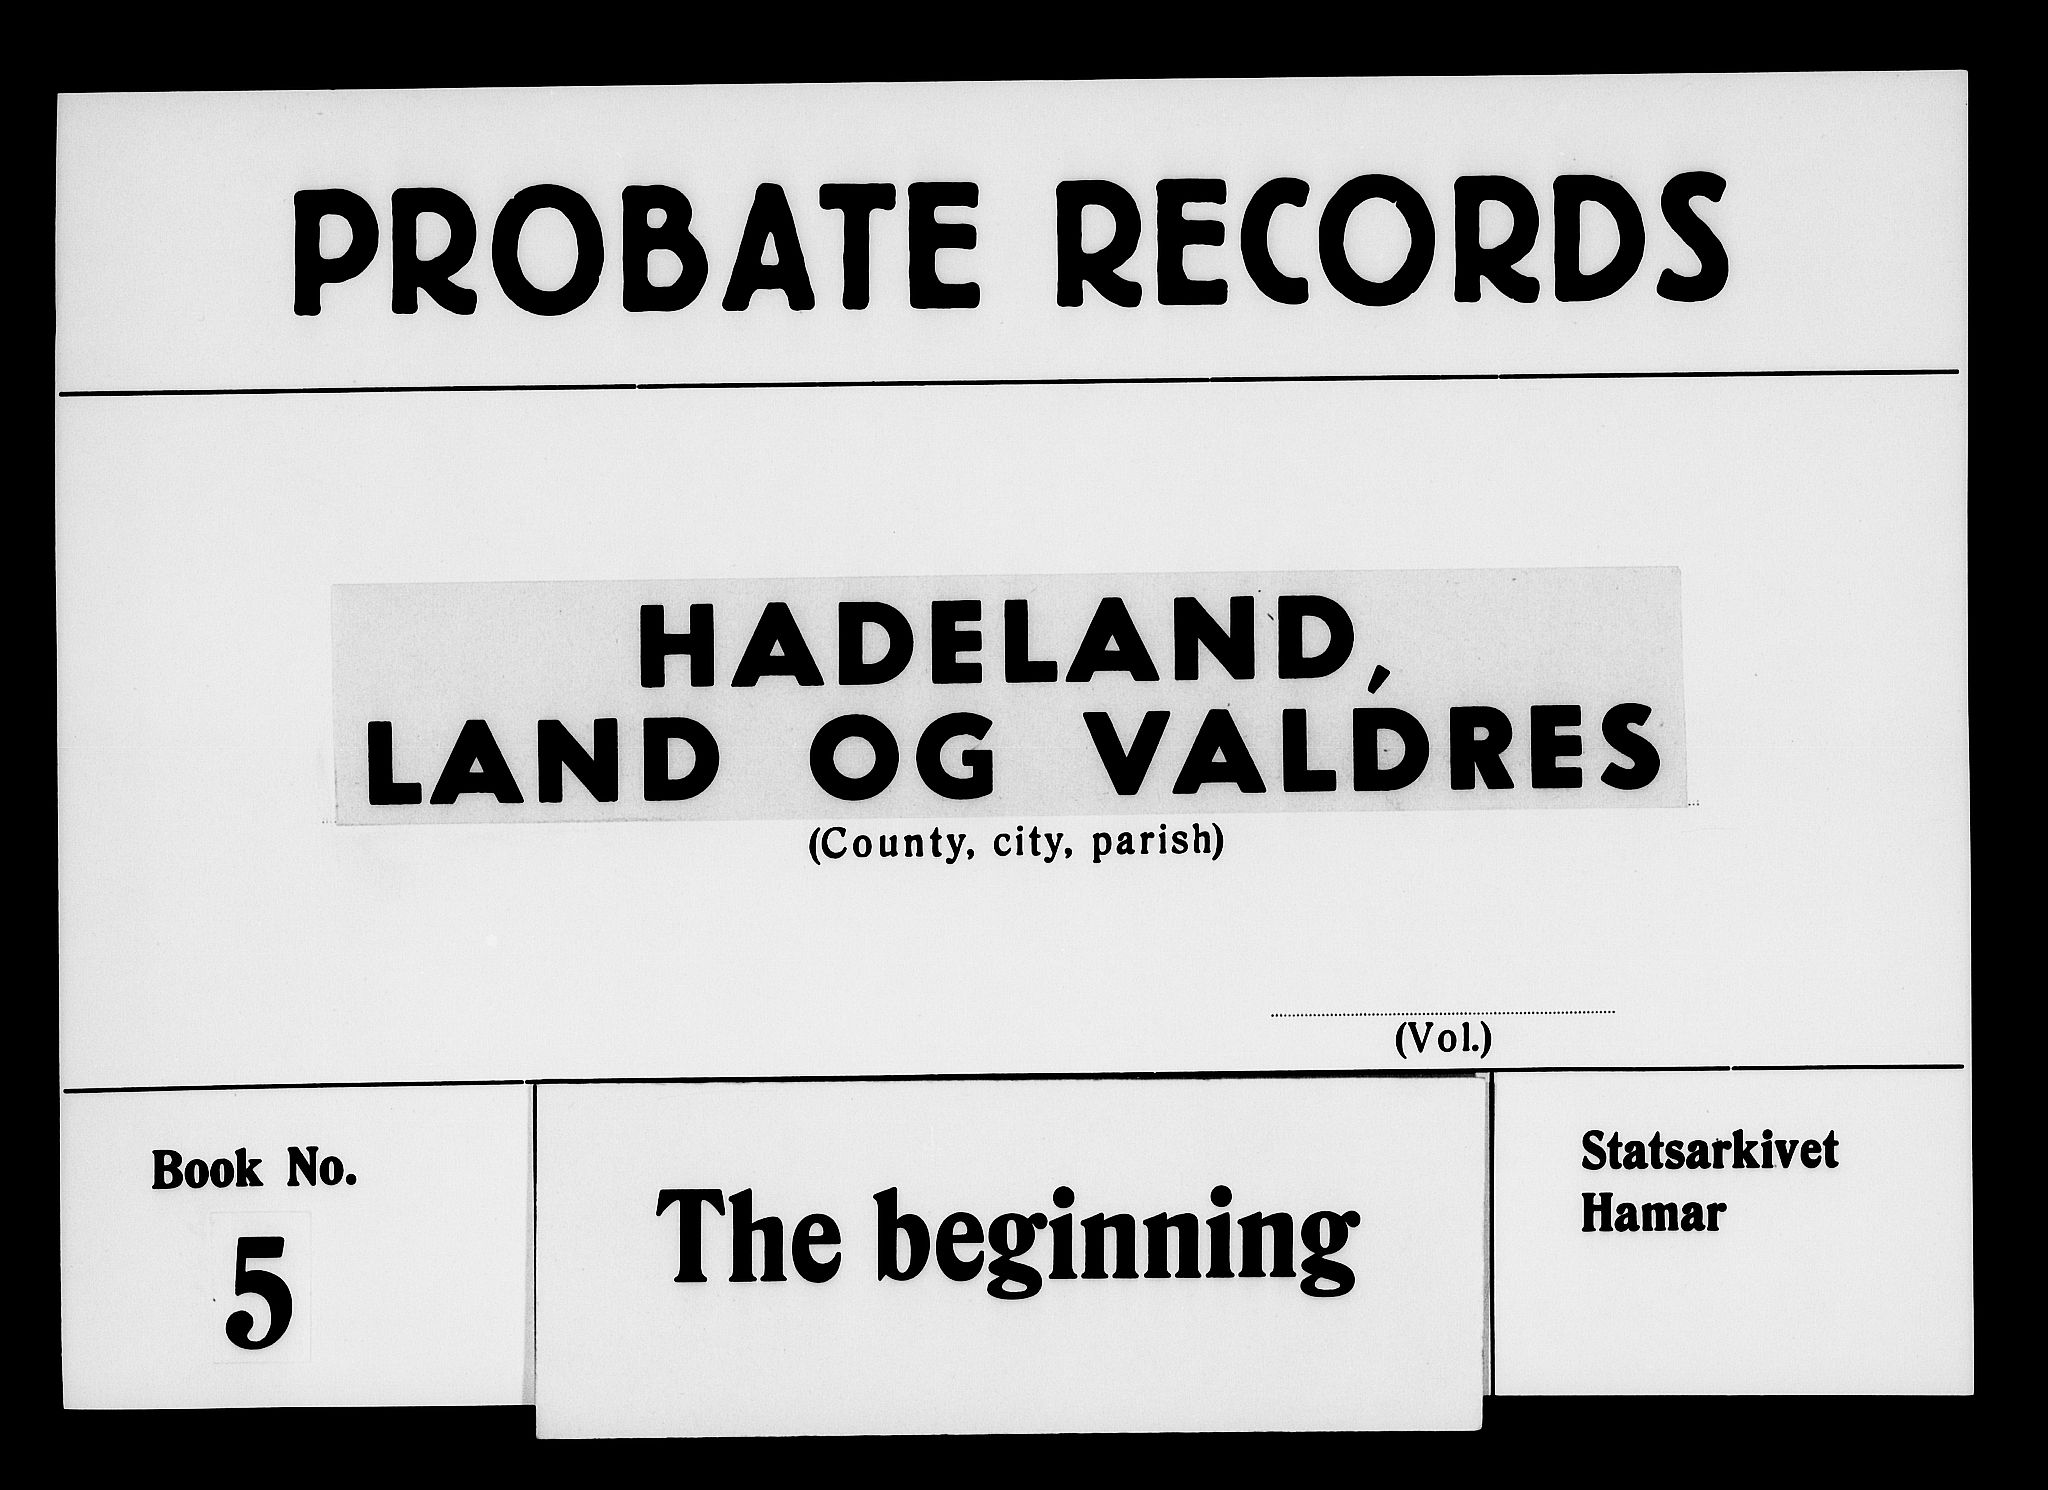 PROBATE RECORDS
HADELAND,
LAND OG VALDRES
(County, city, parish)
(Vol.)
Book No.
5
The beginning
Statsarkivet
Hamar